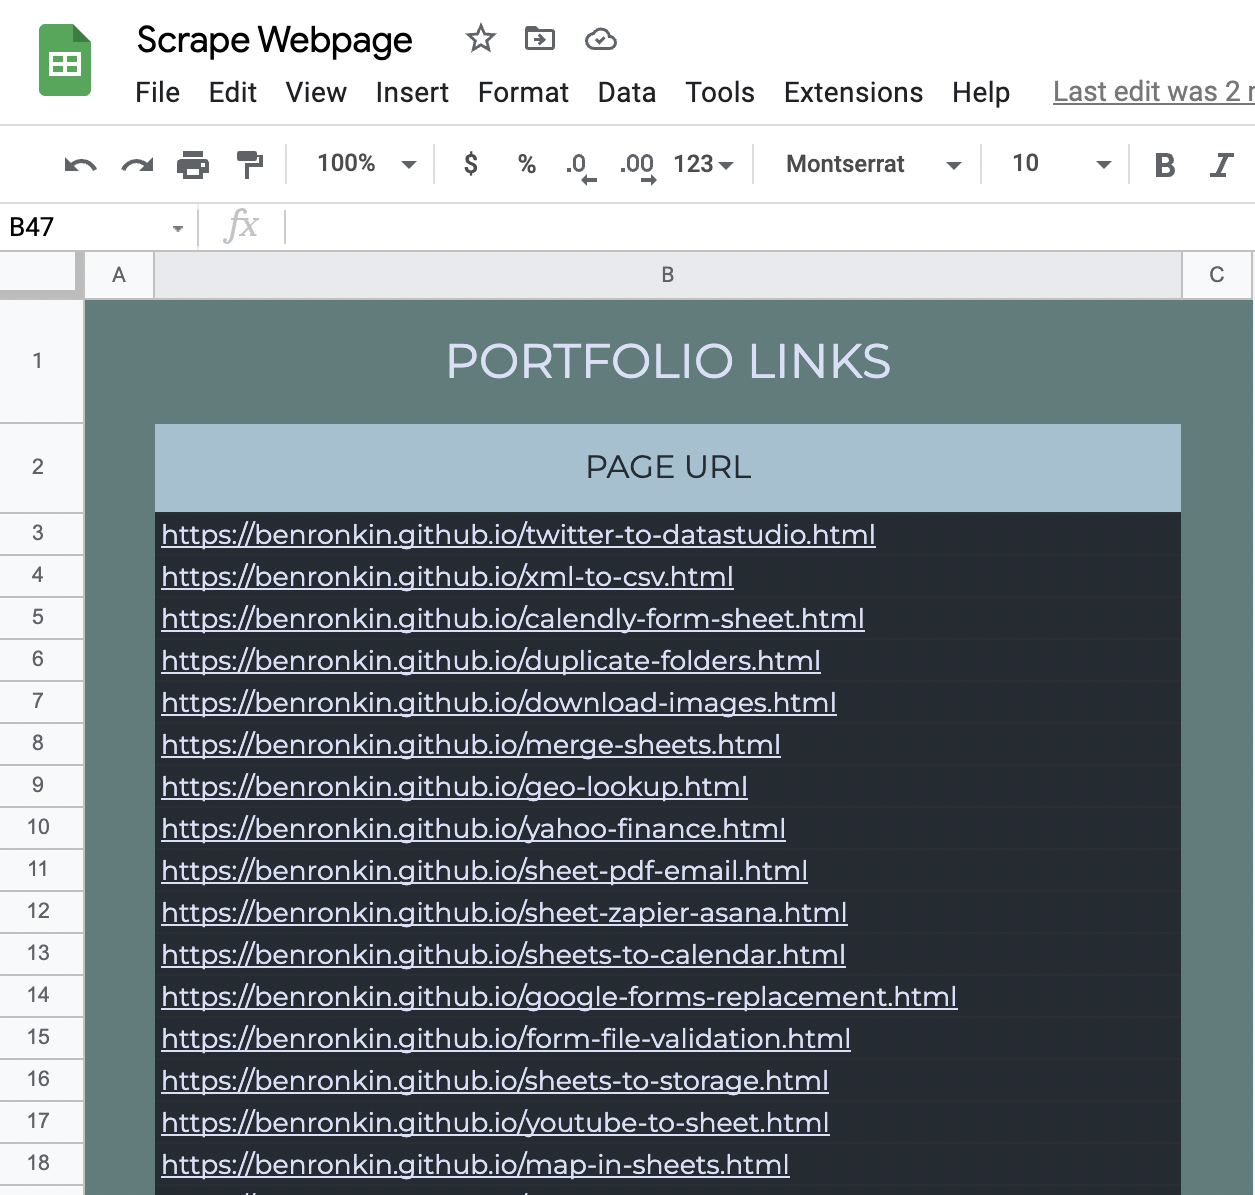 Scrape Webpage
File Edit View Insert Format Data Tools Extensions Help Last edit was 2
100% $ % .0 .00 123 Montserrat 10 B I
B47 fx
A B C
1 PORTFOLIO LINKS
2 PAGE URL
3 https://benronkin.github.io/twitter-to-datastudio.html
4 https://benronkin.github.io/xml-to-csv.html
5 https://benronkin.github.io/calendly-form-sheet.html
6 https://benronkin.github.io/duplicate-folders.html
7 https://benronkin.github.io/download-images.html
8 https://benronkin.github.io/merge-sheets.html
9 https://benronkin.github.io/geo-lookup.html
10 https://benronkin.github.io/yahoo-finance.html
11 https://benronkin.github.io/sheet-pdf-email.html
12 https://benronkin.github.io/sheet-zapier-asana.html
13 https://benronkin.github.io/sheets-to-calendar.html
14 https://benronkin.github.io/google-forms-replacement.html
15 https://benronkin.github.io/form-file-validation.html
16 https://benronkin.github.io/sheets-to-storage.html
17 https://benronkin.github.io/youtube-to-sheet.html
18 https://benronkin.github.io/map-in-sheets.html